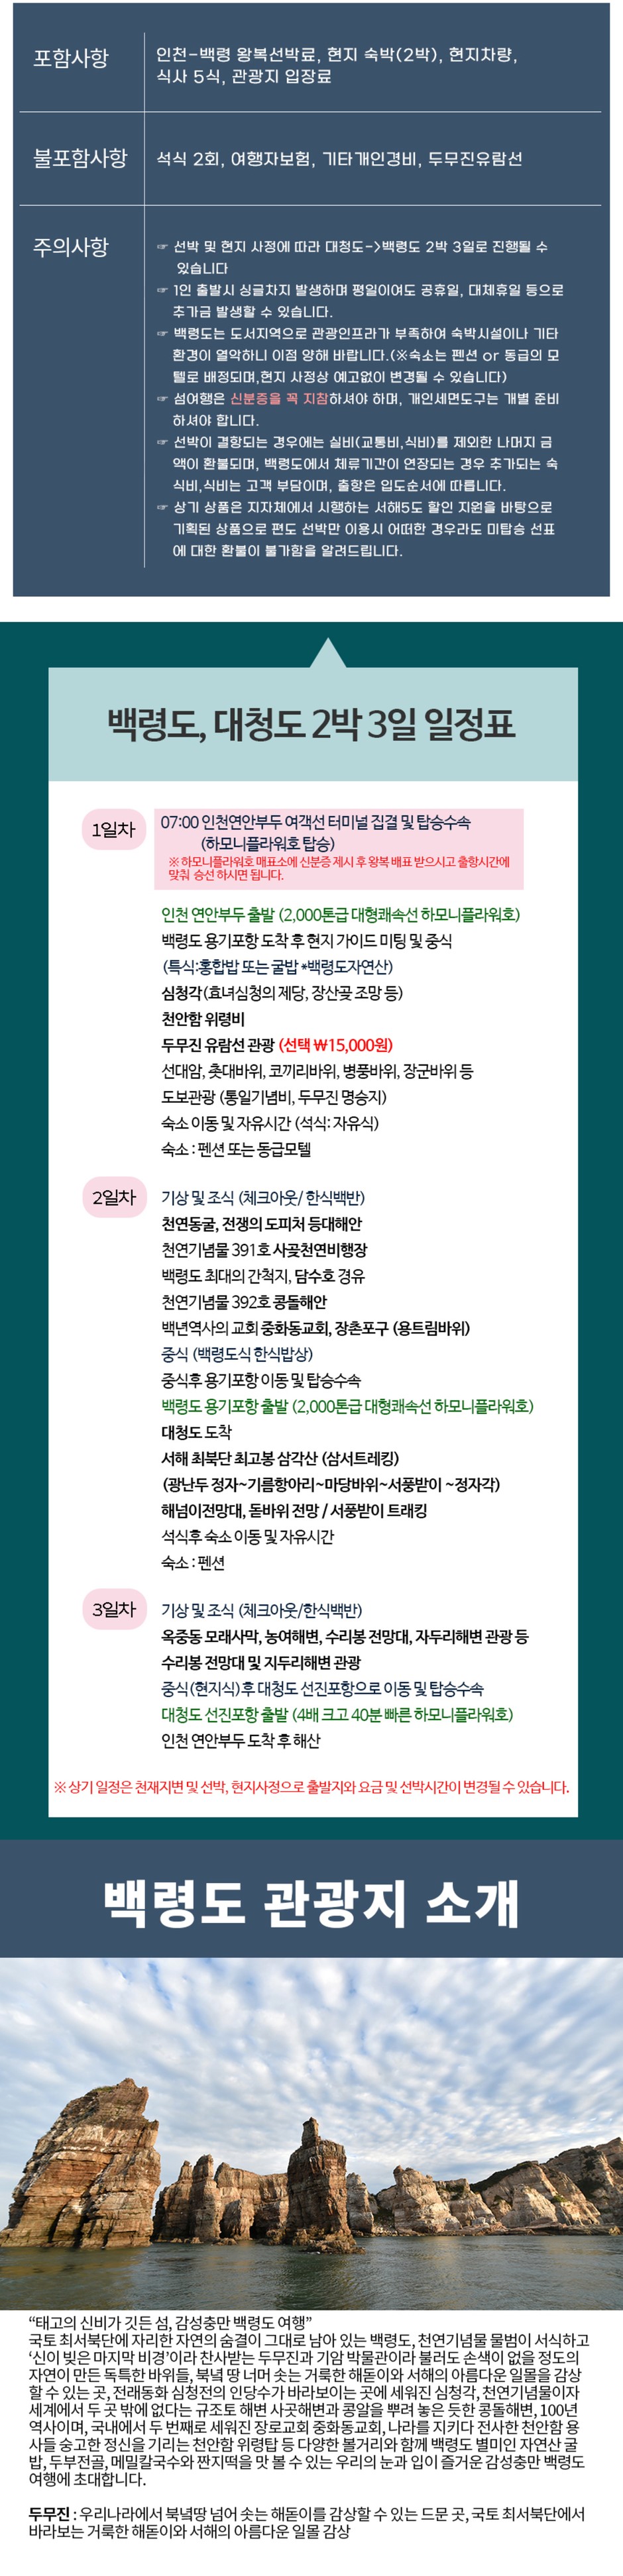 포함사항
인천-백령 왕복선박료, 현지 숙박(2박), 현지차량,
식사 5식, 관광지 입장료
불포함사항
석식 2회, 여행자보험, 기타개인경비, 두무진유람선
주의사항
☞ 선박 및 현지 사정에 따라 대청도->백령도 2박 3일로 진행될 수
있습니다
☞ 1인 출발시 싱글차지 발생하며 평일이여도 공휴일, 대체휴일 등으로
추가금 발생할 수 있습니다.
☞ 백령도는 도서지역으로 관광인프라가 부족하여 숙박시설이나 기타
환경이 열악하니 이점 양해 바랍니다.(※숙소는 펜션 or 동급의 모
텔로 배정되며,현지 사정상 예고없이 변경될 수 있습니다)
☞ 섬여행은 신분증을 꼭 지참하셔야 하며, 개인세면도구는 개별 준비
하셔야 합니다.
☞ 선박이 결항되는 경우에는 실비(교통비,식비)를 제외한 나머지 금
액이 환불되며, 백령도에서 체류기간이 연장되는 경우 추가되는 숙
식비,식비는 고객 부담이며, 출항은 입도순서에 따릅니다.
☞ 상기 상품은 지자체에서 시행하는 서해5도 할인 지원을 바탕으로
기획된 상품으로 편도 선박만 이용시 어떠한 경우라도 미탑승 선표
에 대한 환불이 불가함을 알려드립니다.
백령도, 대청도 2박 3일 일정표
1일차
07:00 인천연안부두 여객선 터미널 집결 및 탑승수속
(하모니플라워호 탑승)
※ 하모니플라워호 매표소에 신분증 제시 후 왕복 배표 받으시고 출항시간에
맞춰 승선 하시면 됩니다.
인천 연안부두 출발 (2,000톤급 대형쾌속선 하모니플라워호)
백령도 용기포항 도착 후 현지 가이드 미팅 및 중식
(특식:홍합밥 또는 굴밥 *백령도자연산)
심청각(효녀심청의 제당, 장산곶 조망 등)
천안함 위령비
두무진 유람선 관광 (선택 ₩15,000원)
선대암, 촛대바위, 코끼리바위, 병풍바위, 장군바위 등
도보관광 (통일기념비, 두무진 명승지)
숙소 이동 및 자유시간 (석식: 자유식)
숙소 : 펜션 또는 동급모텔
2일차
기상 및 조식 (체크아웃/ 한식백반)
천연동굴, 전쟁의 도피처 등대해안
천연기념물 391호 사곶천연비행장
백령도 최대의 간척지, 담수호 경유
천연기념물 392호 콩돌해안
백년역사의 교회 중화동교회, 장촌포구 (용트림바위)
중식 (백령도식 한식밥상)
중식후 용기포항 이동 및 탑승수속
백령도 용기포항 출발 (2,000톤급 대형쾌속선 하모니플라워호)
대청도 도착
서해 최북단 최고봉 삼각산 (삼서트레킹)
(광난두 정자~기름항아리~마당바위~서풍받이 ~정자각)
해넘이전망대, 돋바위 전망 / 서풍받이 트래킹
석식후 숙소 이동 및 자유시간
숙소 : 펜션
3일차
기상 및 조식 (체크아웃/한식백반)
옥중동 모래사막, 농여해변, 수리봉 전망대, 자두리해변 관광 등
수리봉 전망대 및 지두리해변 관광
중식(현지식)후 대청도 선진포항으로 이동 및 탑승수속
대청도 선진포항 출발 (4배 크고 40분 빠른 하모니플라워호)
인천 연안부두 도착 후 해산
※ 상기 일정은 천재지변 및 선박, 현지사정으로 출발지와 요금 및 선박시간이 변경될 수 있습니다.
백령도 관광지 소개
“태고의 신비가 깃든 섬, 감성충만 백령도 여행”
국토 최서북단에 자리한 자연의 숨결이 그대로 남아 있는 백령도, 천연기념물 물범이 서식하고
‘신이 빚은 마지막 비경’이라 찬사받는 두무진과 기암 박물관이라 불러도 손색이 없을 정도의
자연이 만든 독특한 바위들, 북녘 땅 너머 솟는 거룩한 해돋이와 서해의 아름다운 일몰을 감상
할 수 있는 곳, 전래동화 심청전의 인당수가 바라보이는 곳에 세워진 심청각, 천연기념물이자
세계에서 두 곳 밖에 없다는 규조토 해변 사곳해변과 콩알을 뿌려 놓은 듯한 콩돌해변, 100년
역사이며, 국내에서 두 번째로 세워진 장로교회 중화동교회, 나라를 지키다 전사한 천안함 용
사들 숭고한 정신을 기리는 천안함 위령탑 등 다양한 볼거리와 함께 백령도 별미인 자연산 굴
밥, 두부전골, 메밀칼국수와 짠지떡을 맛 볼 수 있는 우리의 눈과 입이 즐거운 감성충만 백령도
여행에 초대합니다.
두무진 : 우리나라에서 북녘땅 넘어 솟는 해돋이를 감상할 수 있는 드문 곳, 국토 최서북단에서
바라보는 거룩한 해돋이와 서해의 아름다운 일몰 감상